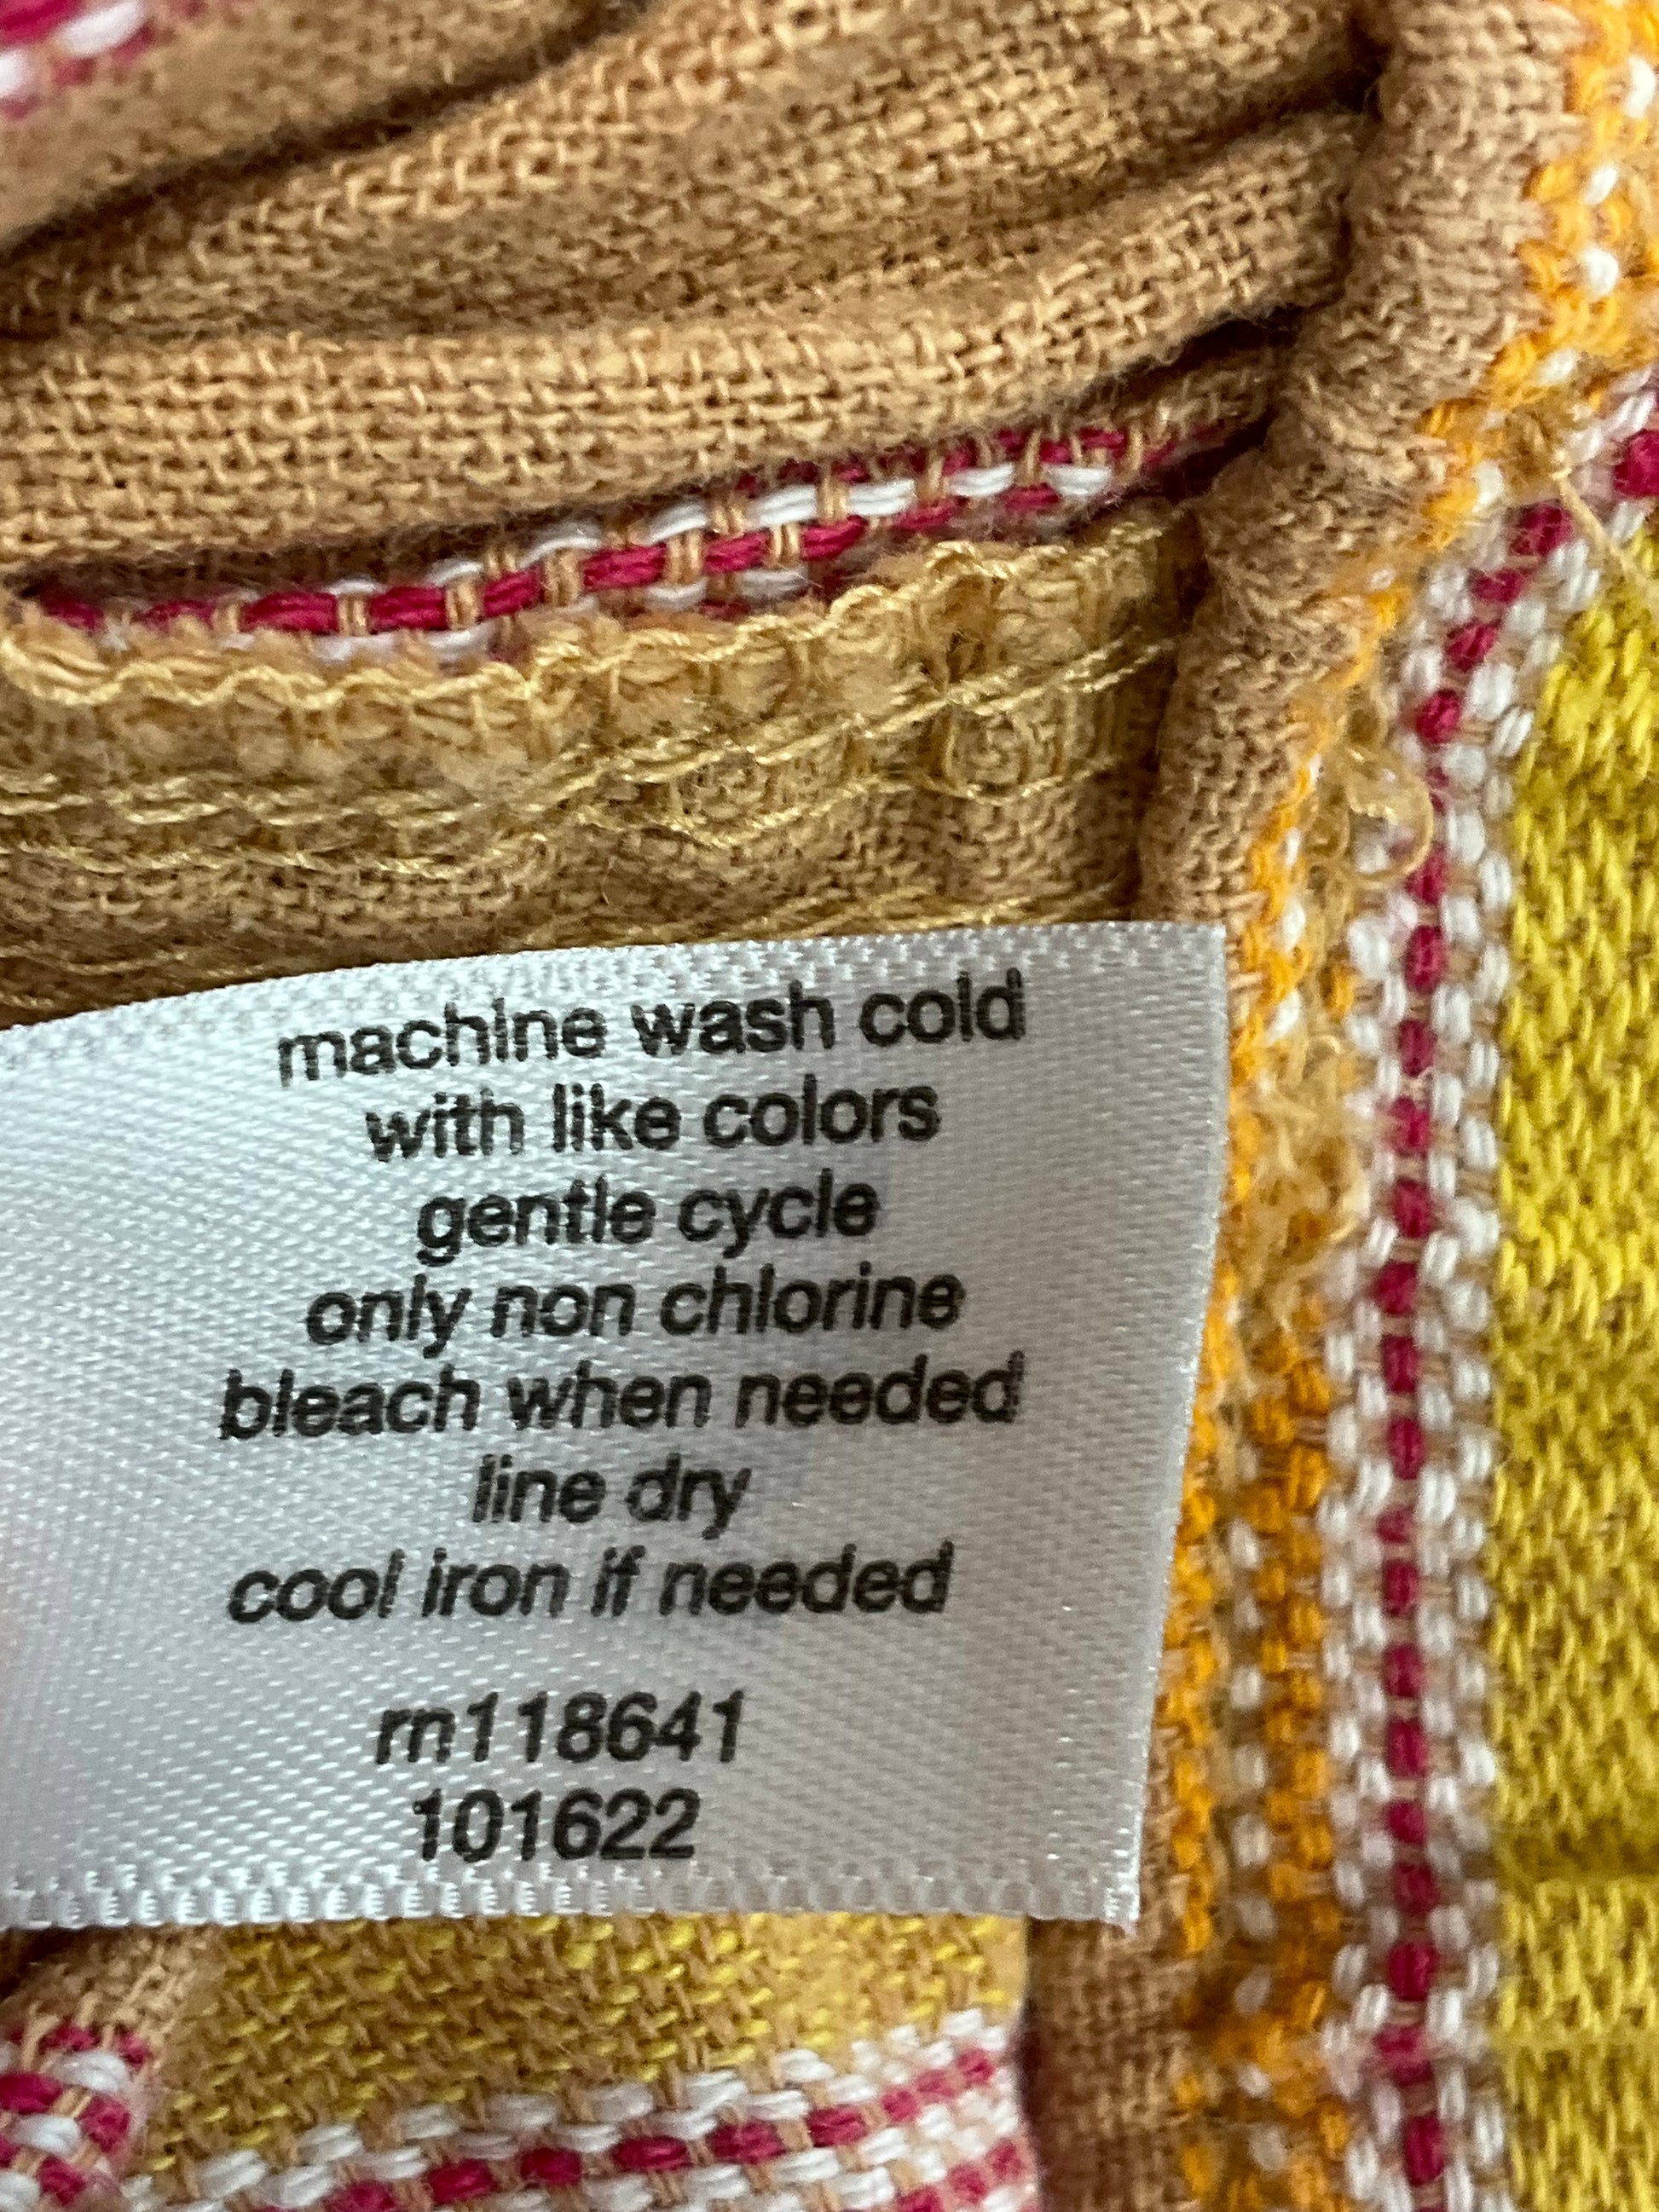 machine wash cold
with like colors
gentle cycle
only non chlorine
bleach when needed
line dry
cool iron if needed
rn118641
101622